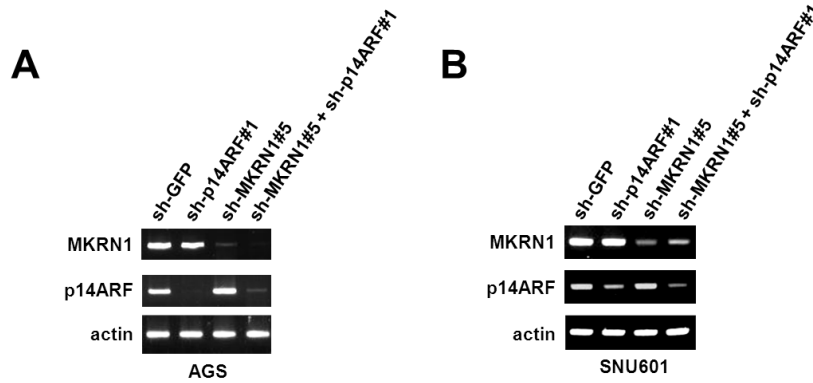 A
sh-GFP
sh-p14ARF#1
sh-MKRN1#5
sh-MKRN1#5 + sh-p14ARF#1
MKRN1
p14ARF
actin
AGS
B
sh-GFP
sh-p14ARF#1
sh-MKRN1#5
sh-MKRN1#5 + sh-p14ARF#1
MKRN1
p14ARF
actin
SNU601